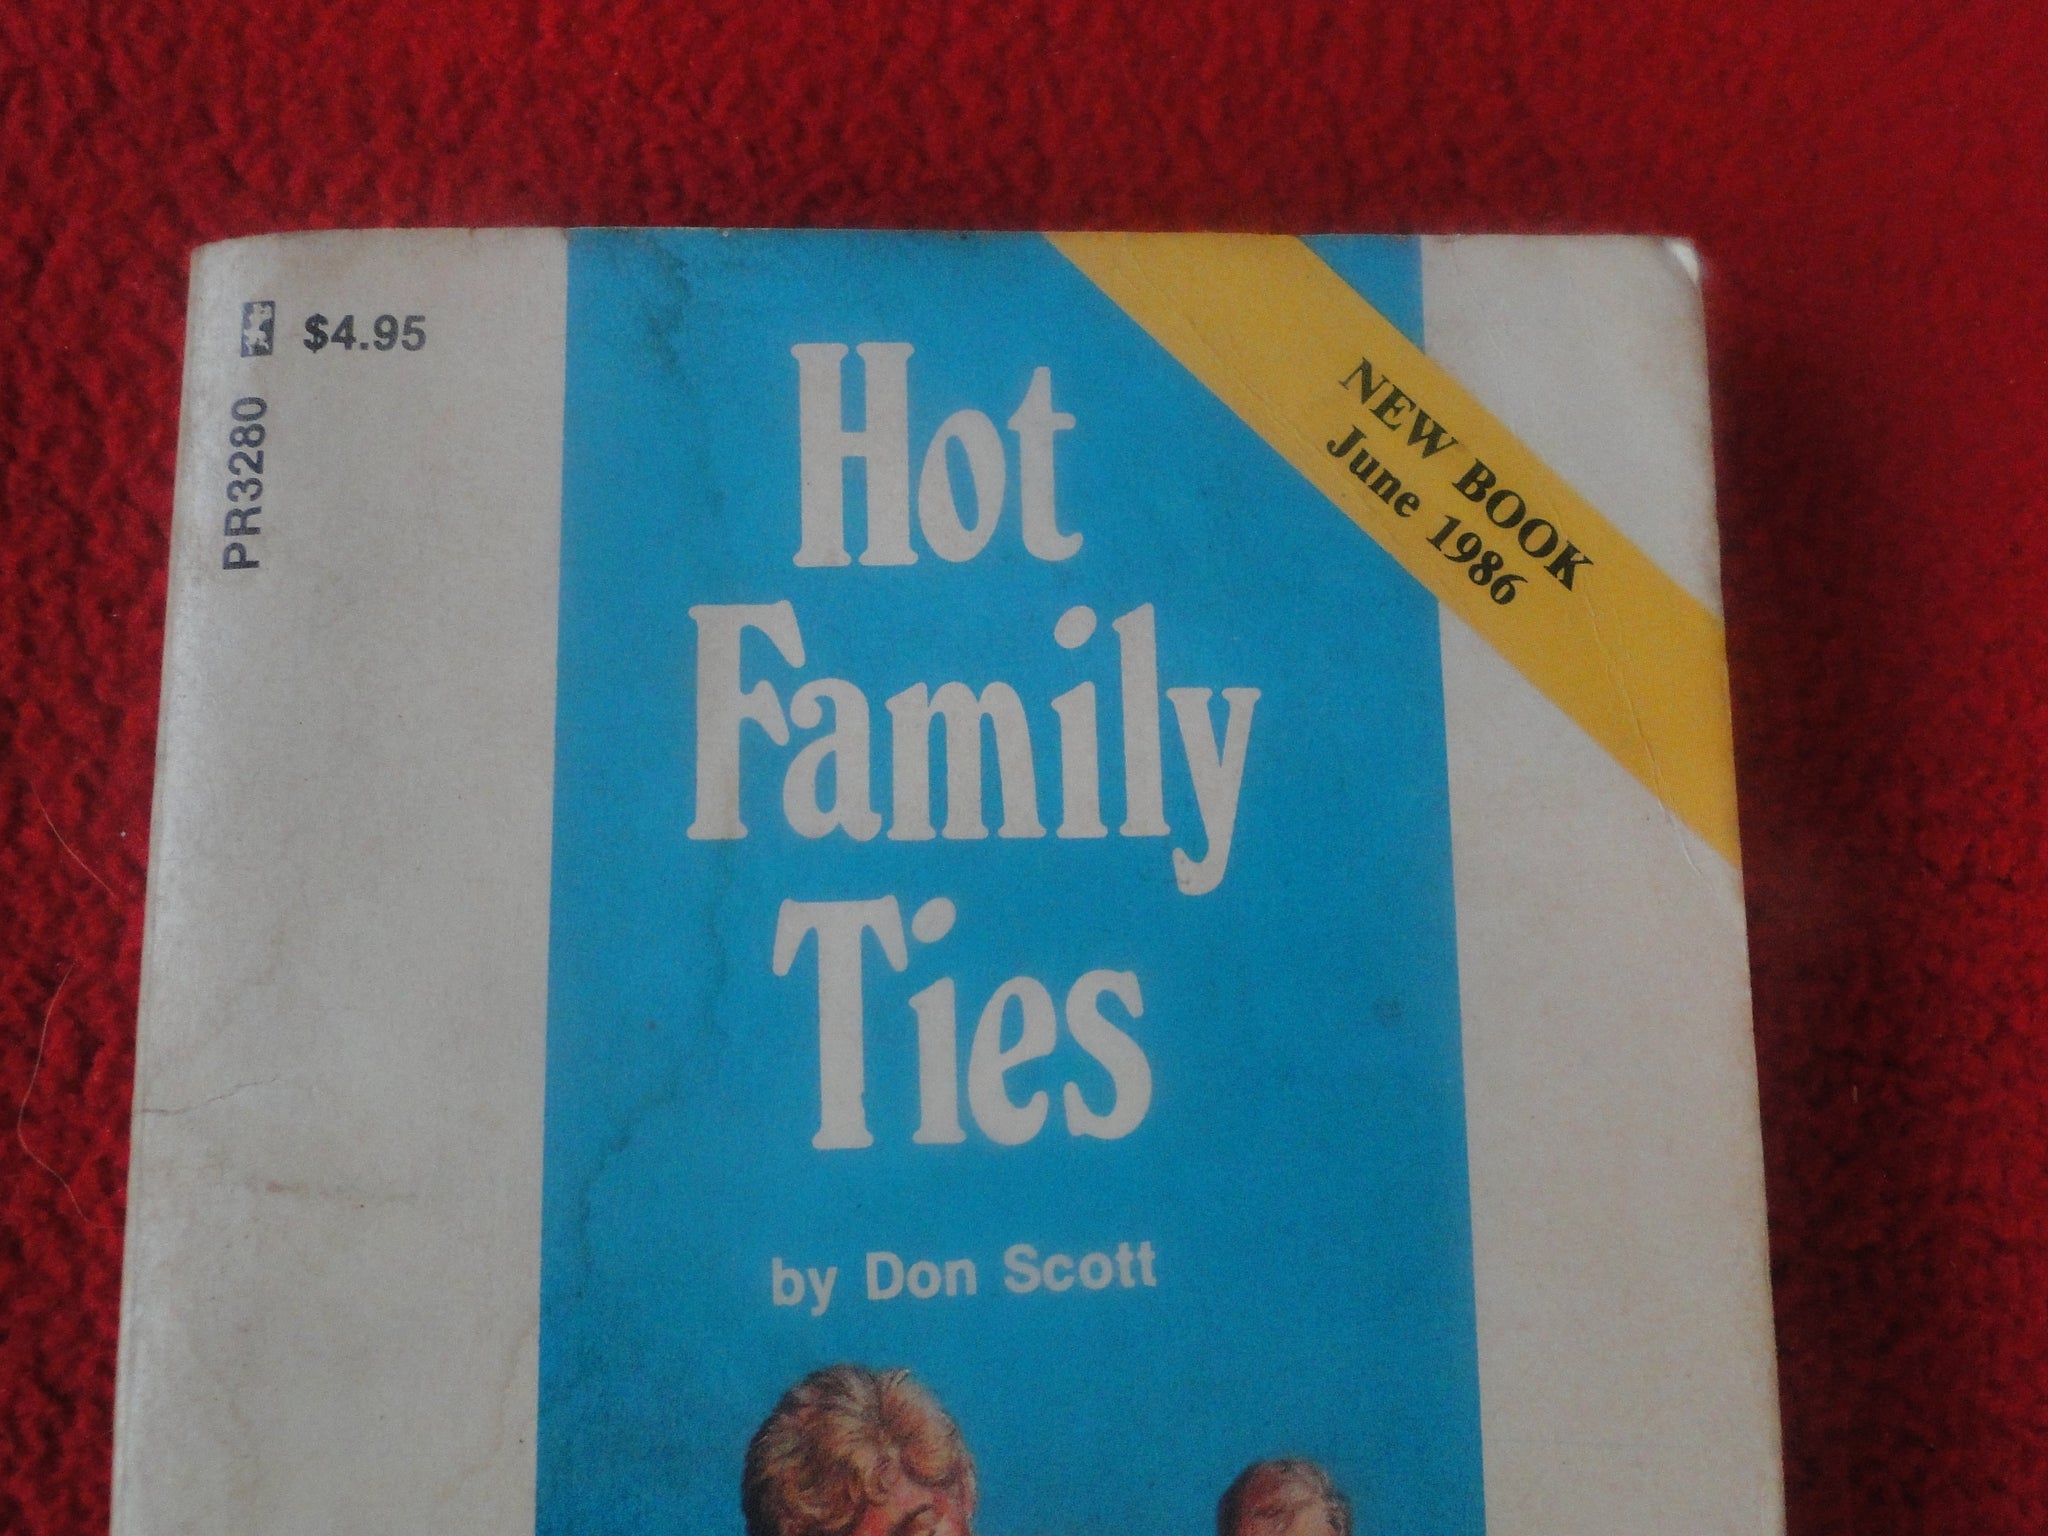 $4.95
PR3280
NEW BOOK
June 1986
Hot
Family
Ties
by Don Scott